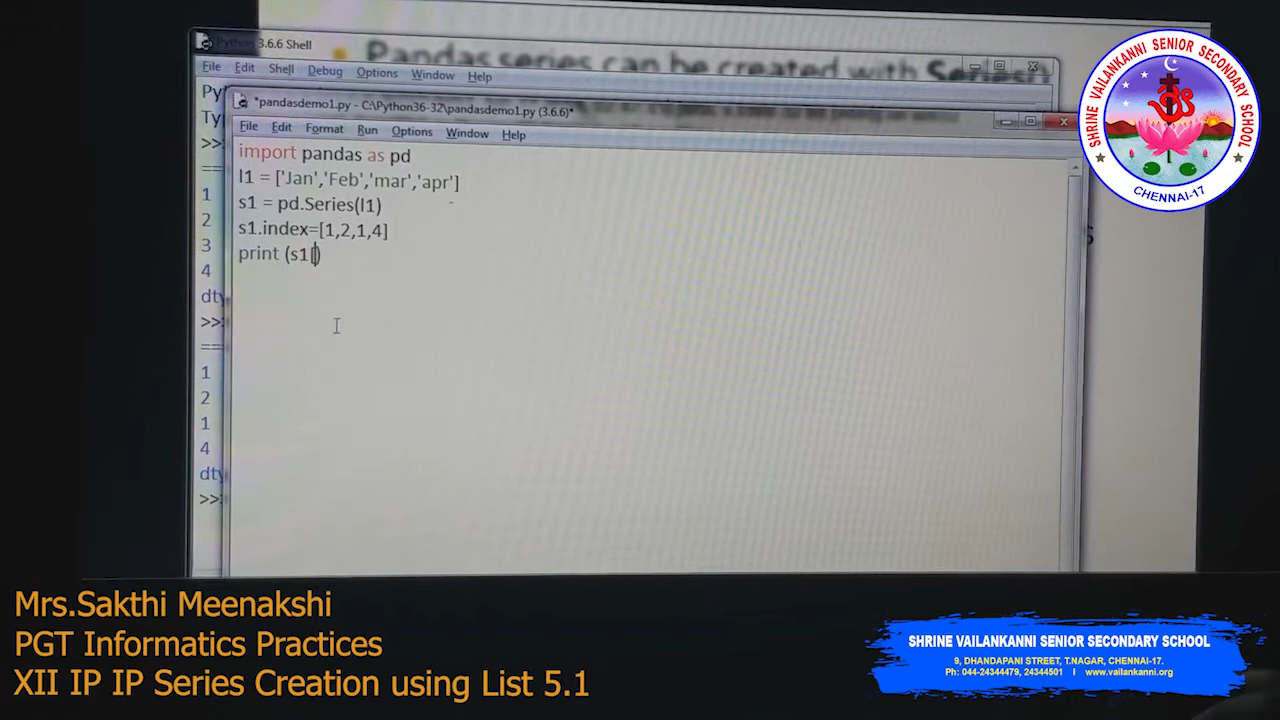 Pandas series can be created with Series()
Python 3.6.6 Shell
File Edit Shell Debug Options Window Help
*pandasdemo1.py - C:\Python36-32\pandasdemo1.py (3.6.6)*
File Edit Format Run Options Window Help
import pandas as pd
l1 = ['Jan','Feb','mar','apr']
s1 = pd.Series(l1)
s1.index=[1,2,1,4]
print (s1[)
Py
Ty
>>
==
1
2
3
4
dty
>>
==
1
2
1
4
dty
>>
SHRINE VAILANKANNI SENIOR SECONDARY SCHOOL
CHENNAI-17
Mrs.Sakthi Meenakshi
PGT Informatics Practices
XII IP IP Series Creation using List 5.1
SHRINE VAILANKANNI SENIOR SECONDARY SCHOOL
9, DHANDAPANI STREET, T.NAGAR, CHENNAI-17.
Ph: 044-24344479, 24344501 | www.vailankanni.org